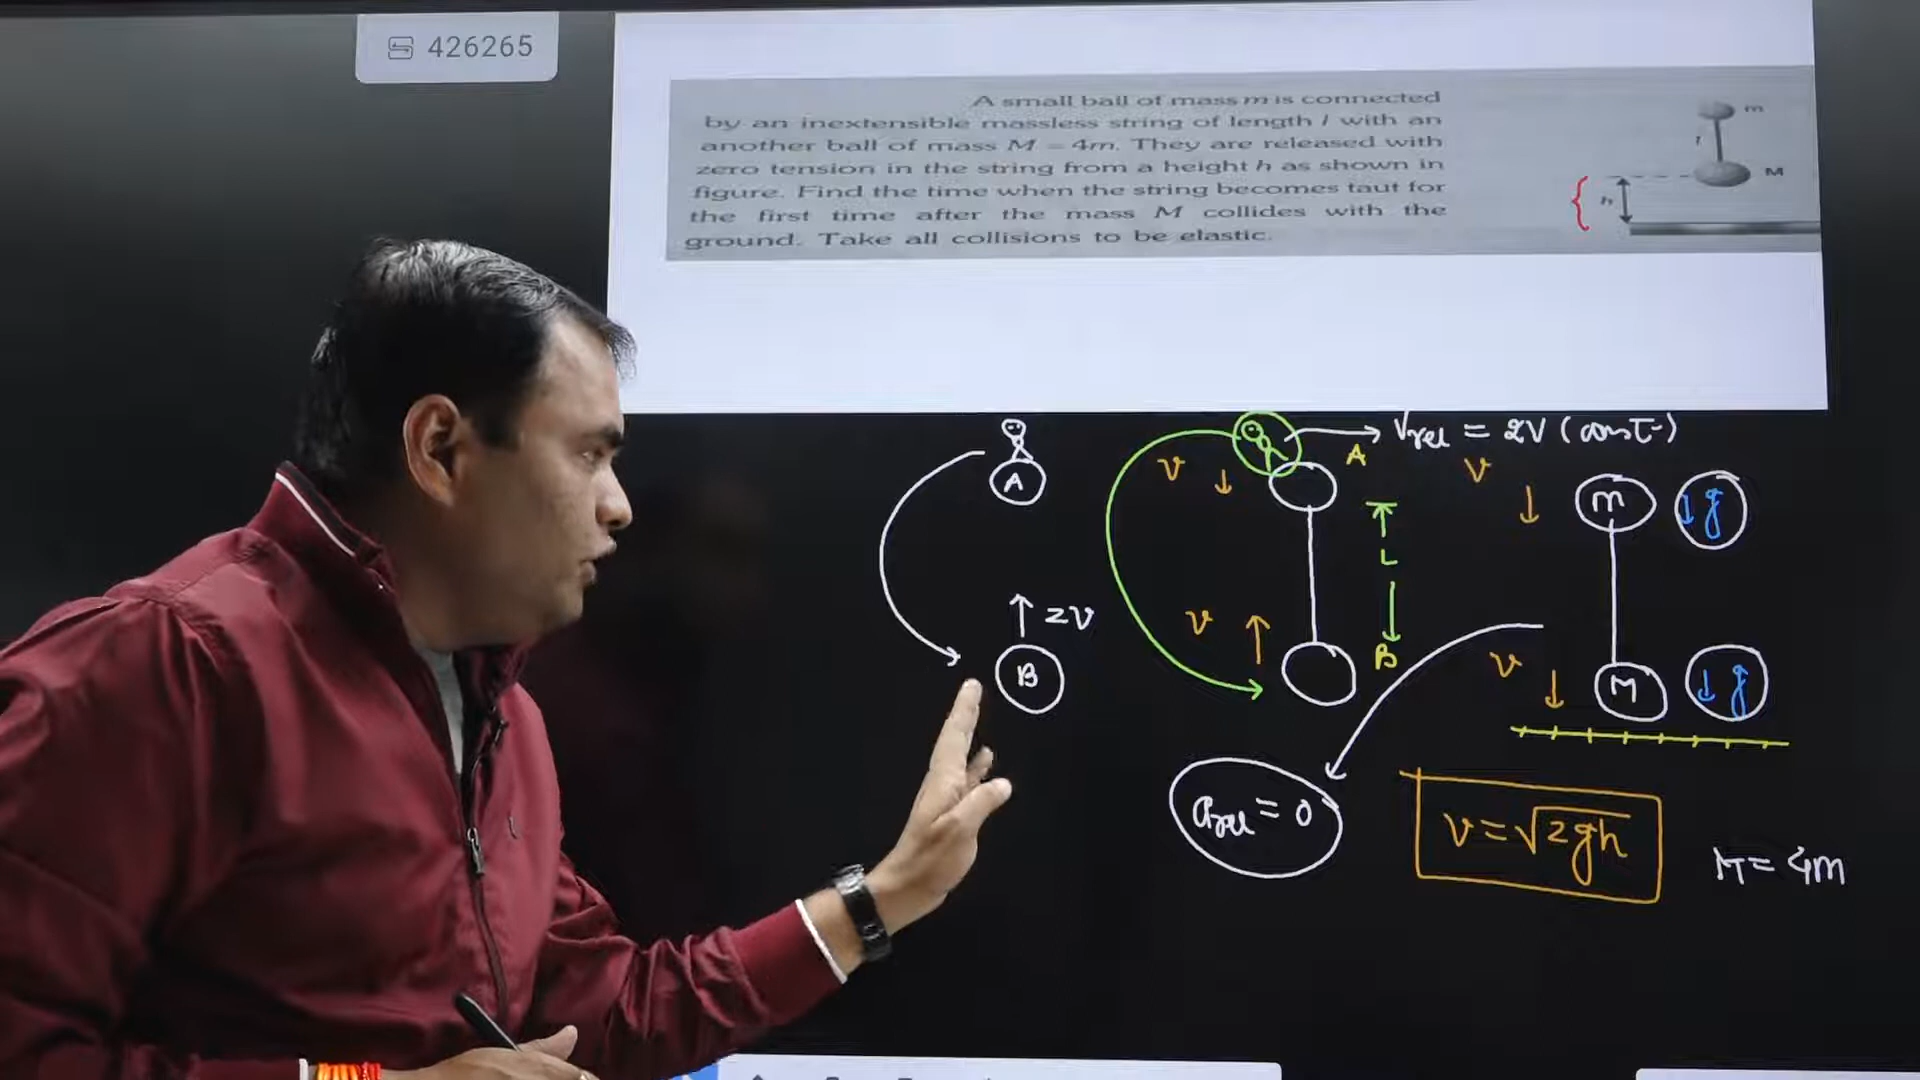 426265
A small ball of mass m is connected
by an inextensible massless string of length l with an
another ball of mass M = 4m. They are released with
zero tension in the string from a height h as shown in
figure. Find the time when the string becomes taut for
the first time after the mass M collides with the
ground. Take all collisions to be elastic.
m
l
M
h
A
B
2v
v
v
A
L
B
Vrel = 2V (const)
v
v
m
g
M
g
arel = 0
v = √2gh
M = 4m